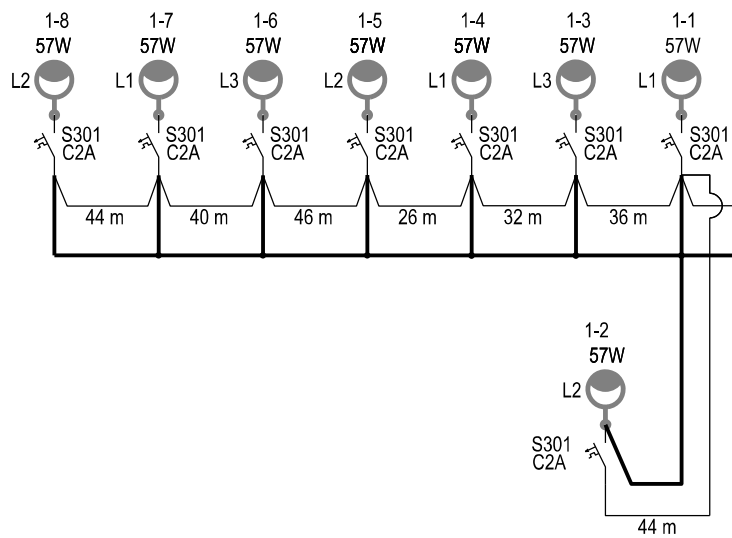 1-8 1-7 1-6 1-5 1-4 1-3 1-1
57W 57W 57W 57W 57W 57W 57W
L2 L1 L3 L2 L1 L3 L1
S301 S301 S301 S301 S301 S301 S301
C2A C2A C2A C2A C2A C2A C2A
44 m 40 m 46 m 26 m 32 m 36 m
1-2
57W
L2
S301
C2A
44 m